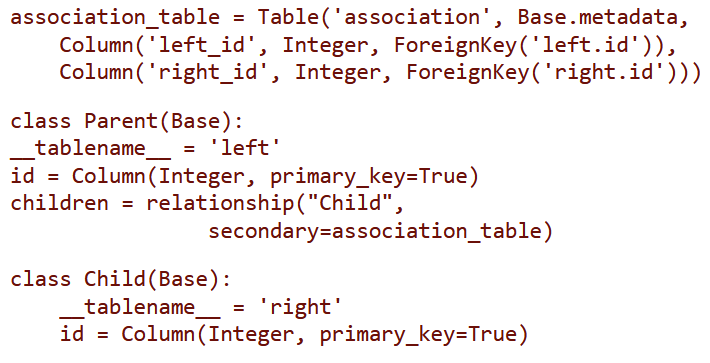 association_table = Table('association', Base.metadata,
    Column('left_id', Integer, ForeignKey('left.id')),
    Column('right_id', Integer, ForeignKey('right.id')))
class Parent(Base):
__tablename__ = 'left'
id = Column(Integer, primary_key=True)
children = relationship("Child",
                secondary=association_table)
class Child(Base):
    __tablename__ = 'right'
    id = Column(Integer, primary_key=True)